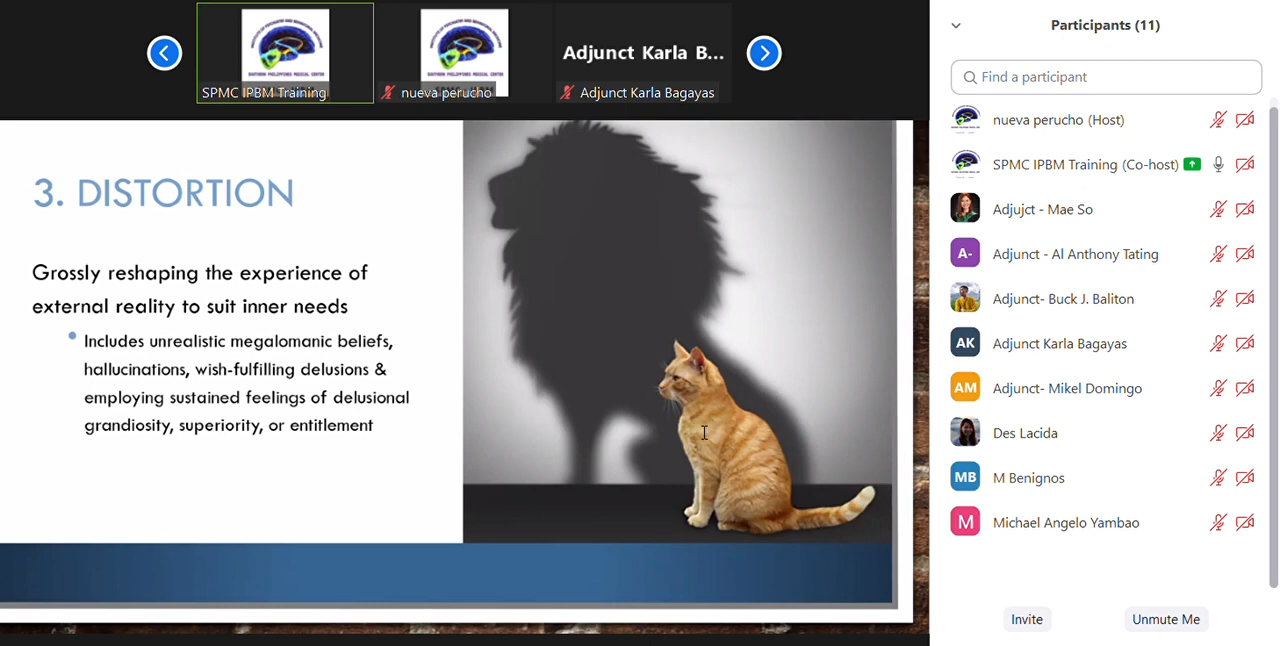 SPMC IPBM Training
nueva perucho
Adjunct Karla B...
Adjunct Karla Bagayas
3. DISTORTION
Grossly reshaping the experience of
external reality to suit inner needs
Includes unrealistic megalomanic beliefs,
hallucinations, wish-fulfilling delusions &
employing sustained feelings of delusional
grandiosity, superiority, or entitlement
Participants (11)
Find a participant
nueva perucho (Host)
SPMC IPBM Training (Co-host)
Adjujct - Mae So
A-
Adjunct - Al Anthony Tating
Adjunct- Buck J. Baliton
AK
Adjunct Karla Bagayas
AM
Adjunct- Mikel Domingo
Des Lacida
MB
M Benignos
M
Michael Angelo Yambao
Invite
Unmute Me